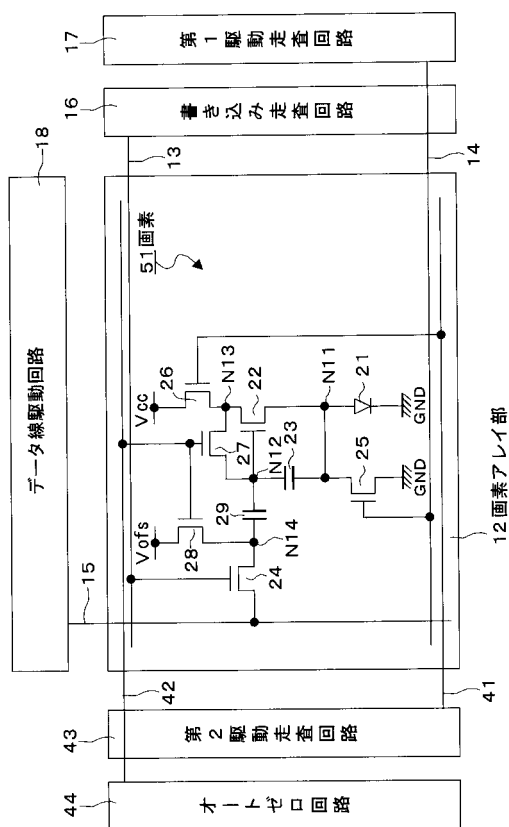 18
データ線駆動回路
17
第1駆動走査回路
16
書き込み走査回路
13
14
15
42
41
43
第2駆動走査回路
44
オートゼロ回路
51画素
Vcc
Vofs
26
N13
27
22
N12
N11
23
21
GND
25
GND
29
28
N14
24
12画素アレイ部